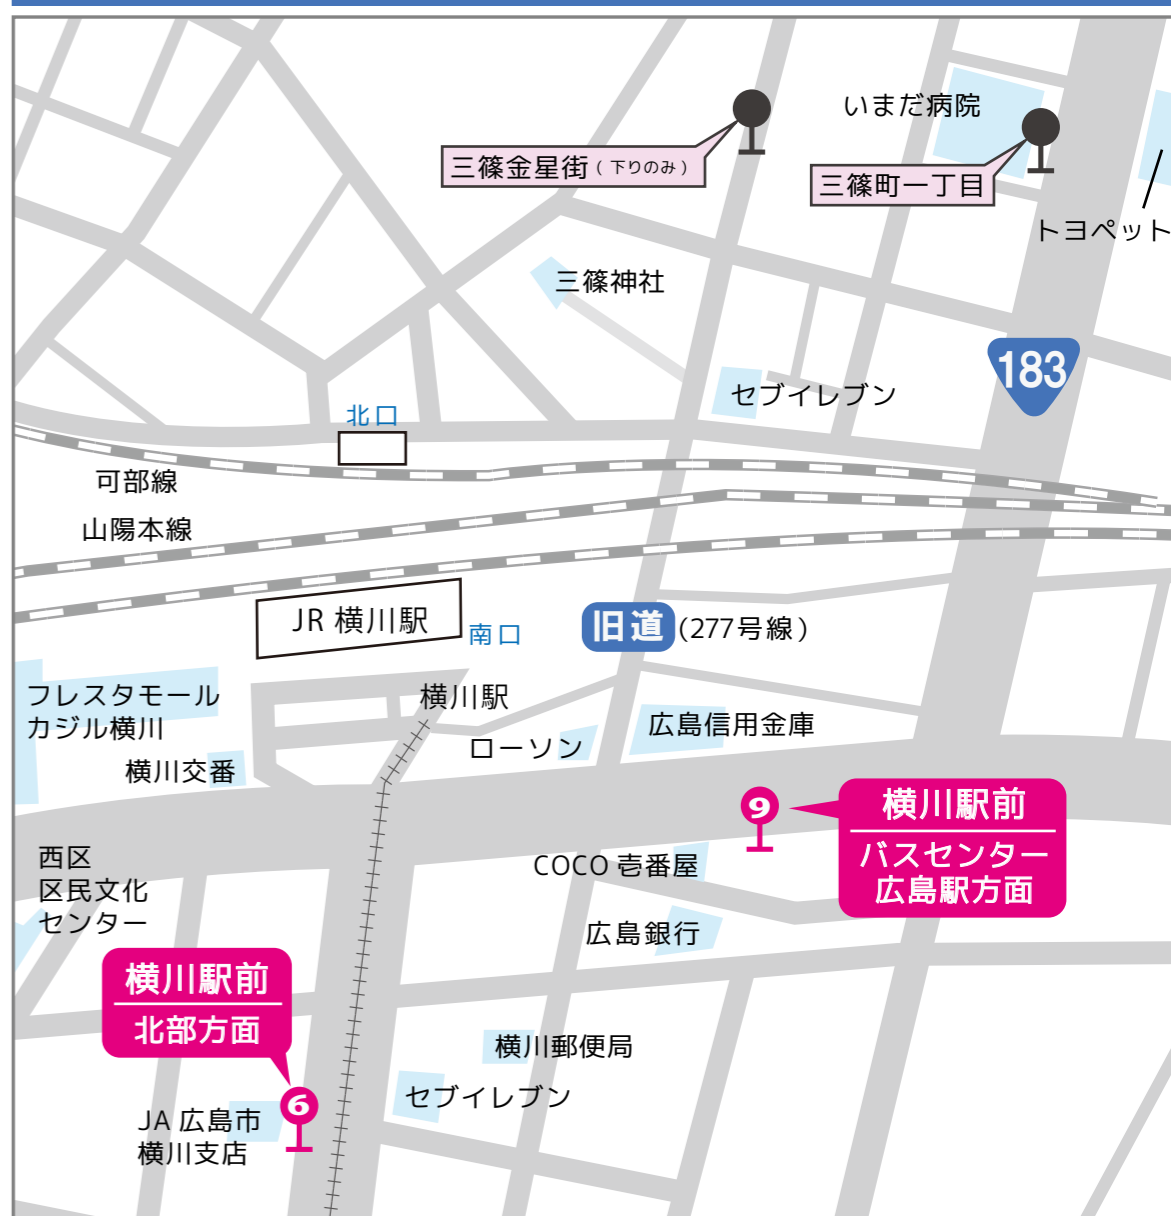 いまだ病院
三篠金星街（下りのみ）
三篠町一丁目
トヨペット
三篠神社
183
セブイレブン
北口
可部線
山陽本線
JR 横川駅
南口
旧道 (277号線)
フレスタモール
カジル横川
横川駅
広島信用金庫
ローソン
横川交番
9
横川駅前
バスセンター
広島駅方面
西区
区民文化
センター
COCO 壱番屋
広島銀行
横川駅前
北部方面
横川郵便局
セブイレブン
6
JA 広島市
横川支店